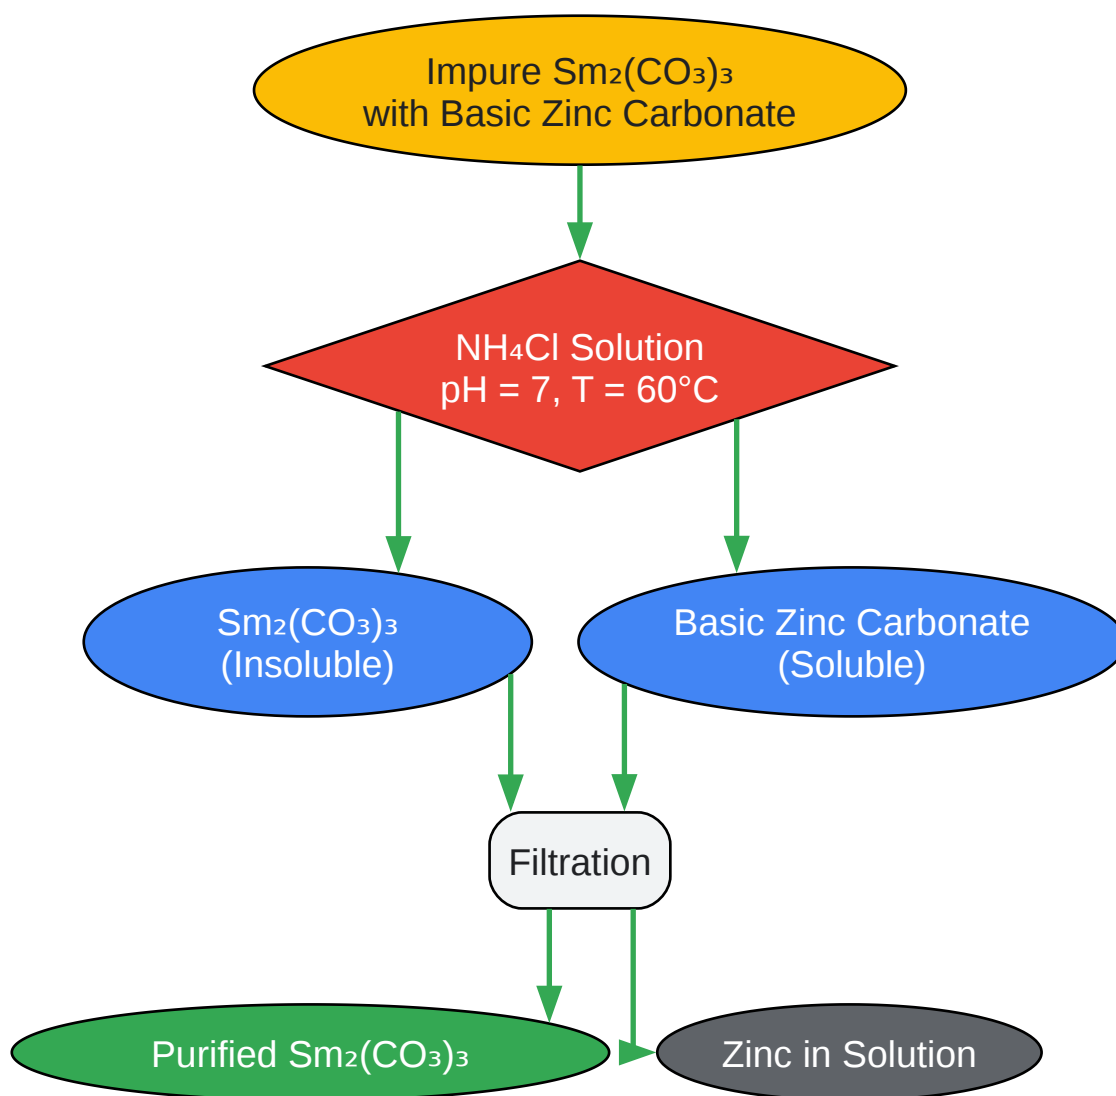 Impure Sm₂(CO₃)₃
with Basic Zinc Carbonate
NH₄Cl Solution
pH = 7, T = 60°C
Sm₂(CO₃)₃
(Insoluble)
Basic Zinc Carbonate
(Soluble)
Filtration
Purified Sm₂(CO₃)₃
Zinc in Solution